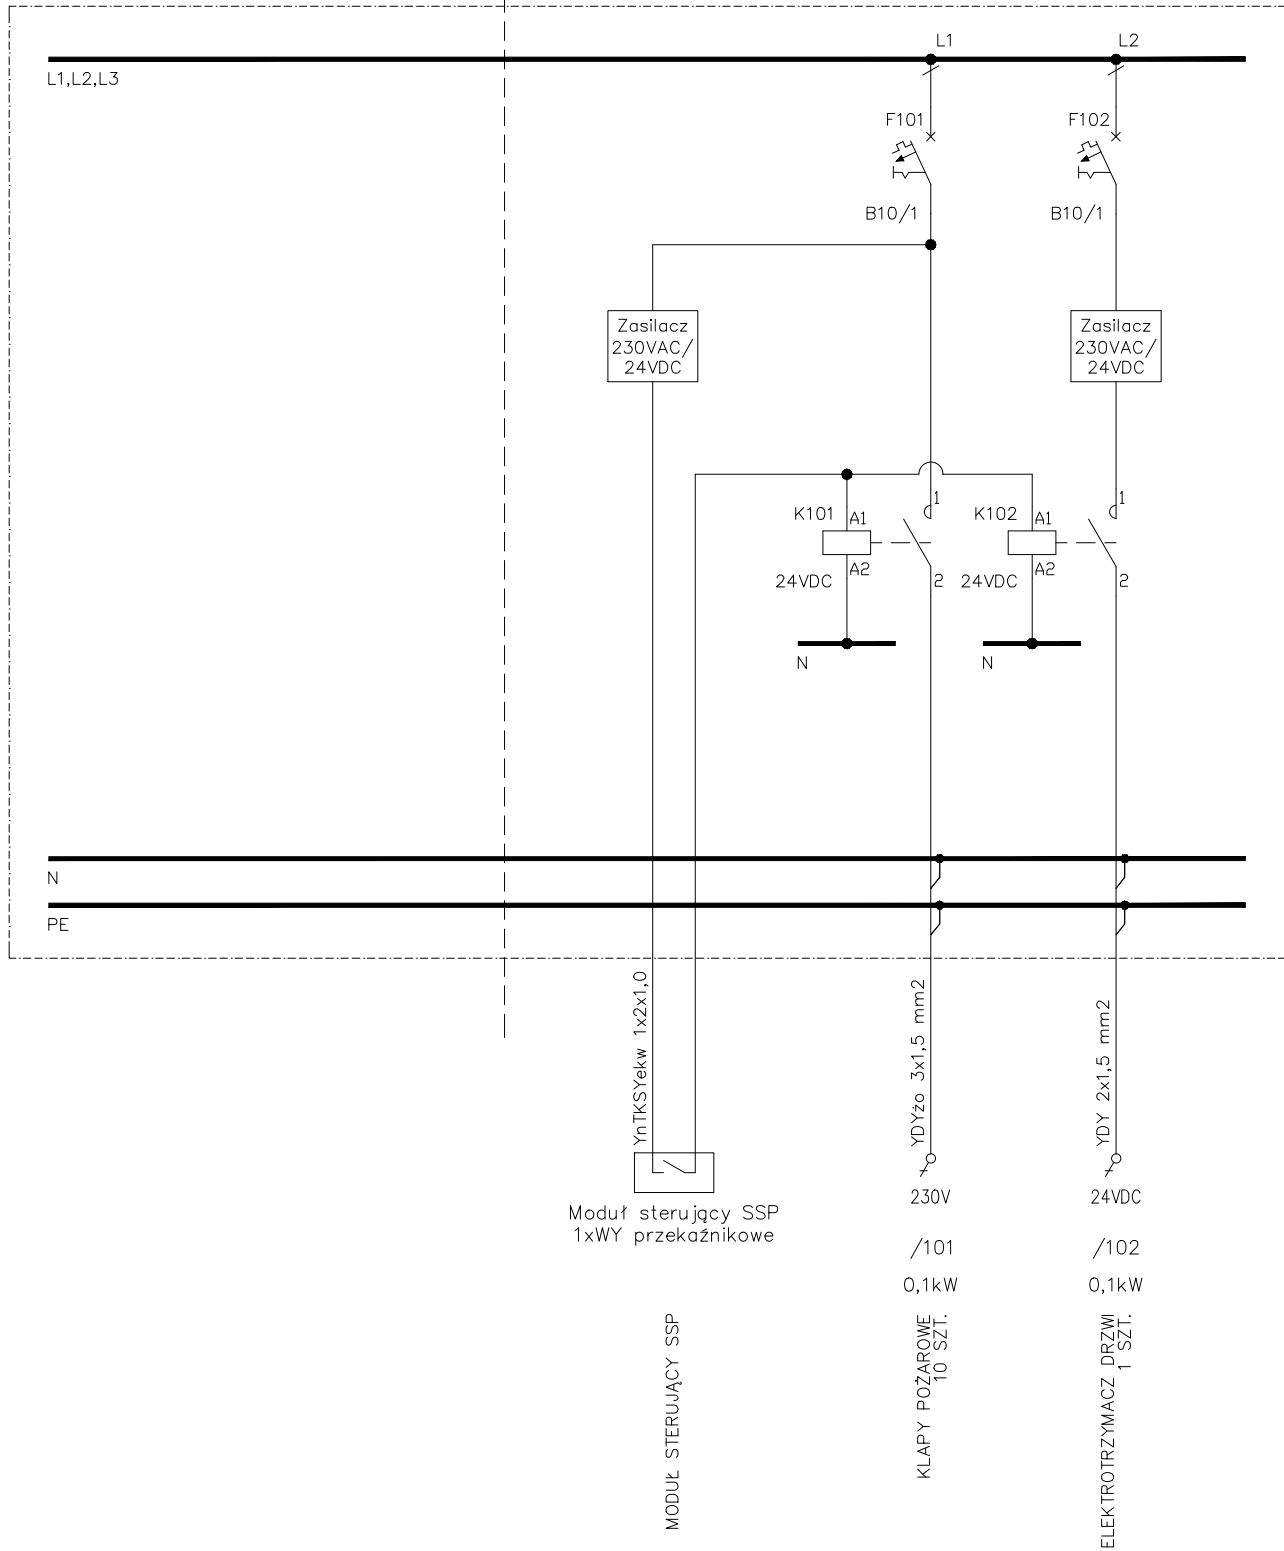 L1
L2
L1,L2,L3
F101
F102
B10/1
B10/1
Zasilacz
230VAC/
24VDC
Zasilacz
230VAC/
24VDC
K101
A1
1
K102
A1
1
24VDC
A2
2
24VDC
A2
2
N
N
N
PE
YnTKSYekw 1x2x1,0
YDYżo 3x1,5 mm2
YDY 2x1,5 mm2
Moduł sterujący SSP
1xWY przekaźnikowe
230V
24VDC
/101
/102
0,1kW
0,1kW
MODUŁ STERUJĄCY SSP
KLAPY POŻAROWE
10 SZT.
ELEKTROTRZYMACZ DRZWI
1 SZT.